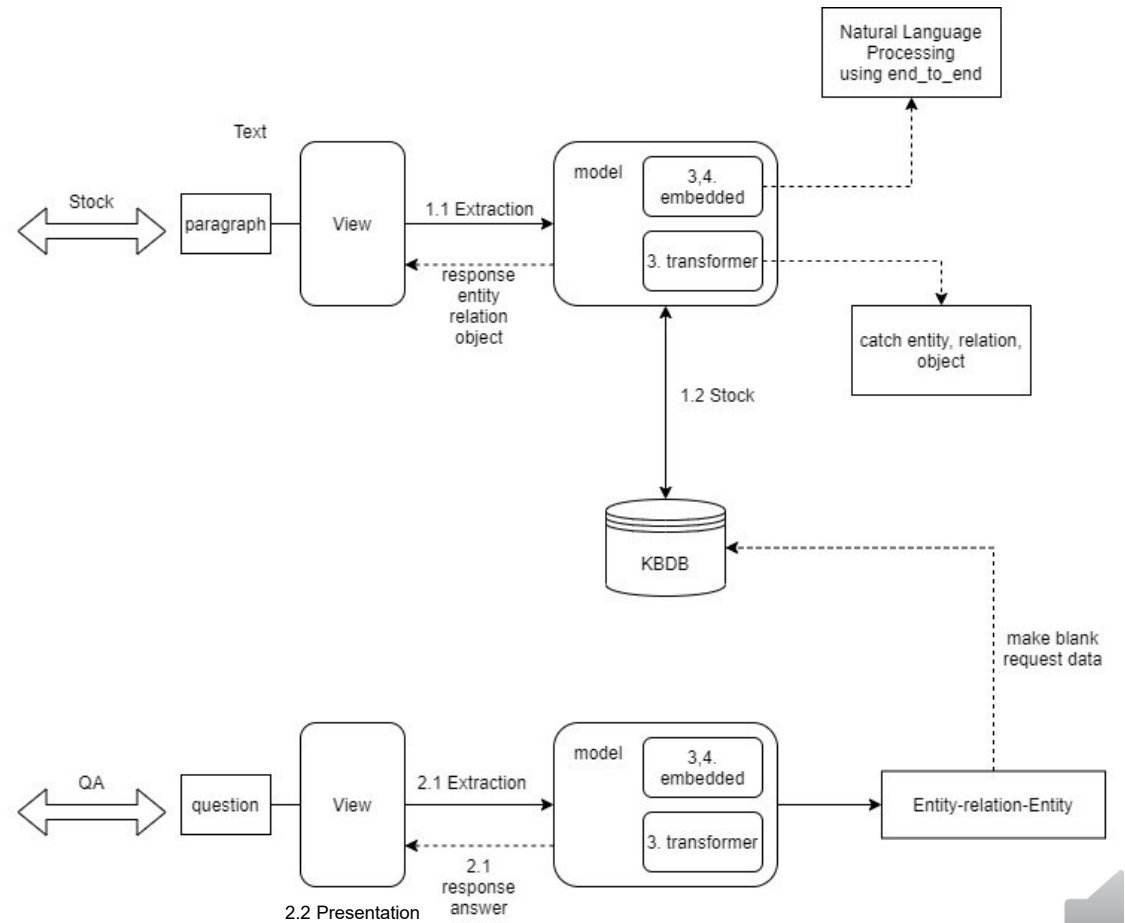 Natural Language
Processing
using end_to_end
Text
model
3,4.
embedded
Stock
paragraph
View
1.1 Extraction
3. transformer
response
entity
relation
object
catch entity, relation,
object
1.2 Stock
KBDB
make blank
request data
model
3,4.
embedded
QA
question
View
2.1 Extraction
Entity-relation-Entity
3. transformer
2.1
response
answer
2.2 Presentation